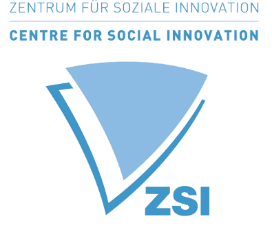 ZENTRUM FÜR SOZIALE INNOVATION
CENTRE FOR SOCIAL INNOVATION
ZSI